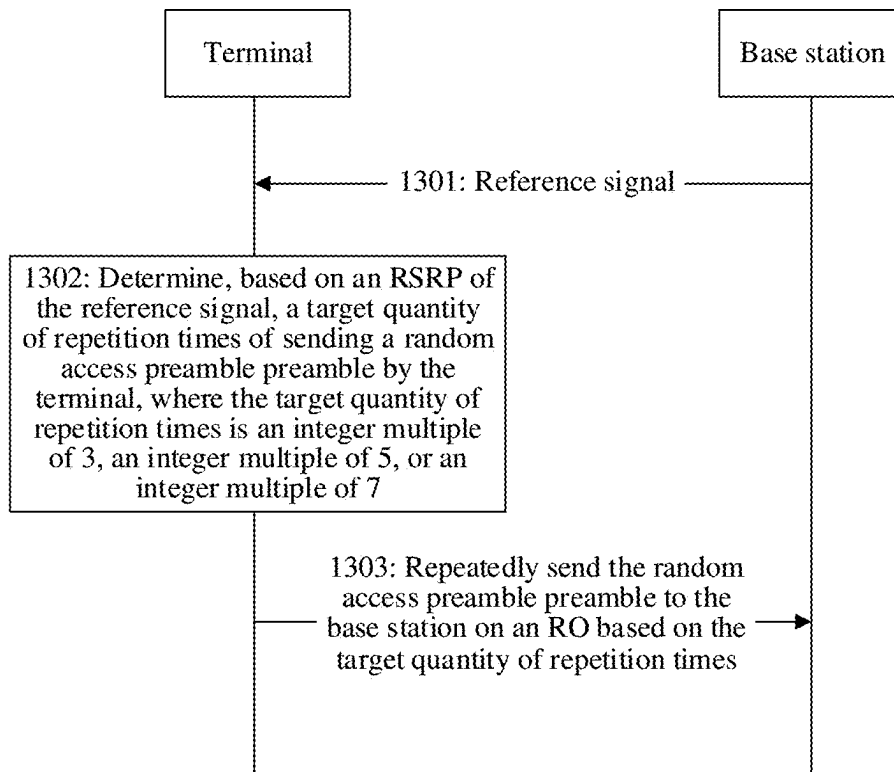 Terminal
Base station
1301: Reference signal
1302: Determine, based on an RSRP of
the reference signal, a target quantity
of repetition times of sending a random
access preamble preamble by the
terminal, where the target quantity of
repetition times is an integer multiple
of 3, an integer multiple of 5, or an
integer multiple of 7
1303: Repeatedly send the random
access preamble preamble to the
base station on an RO based on the
target quantity of repetition times